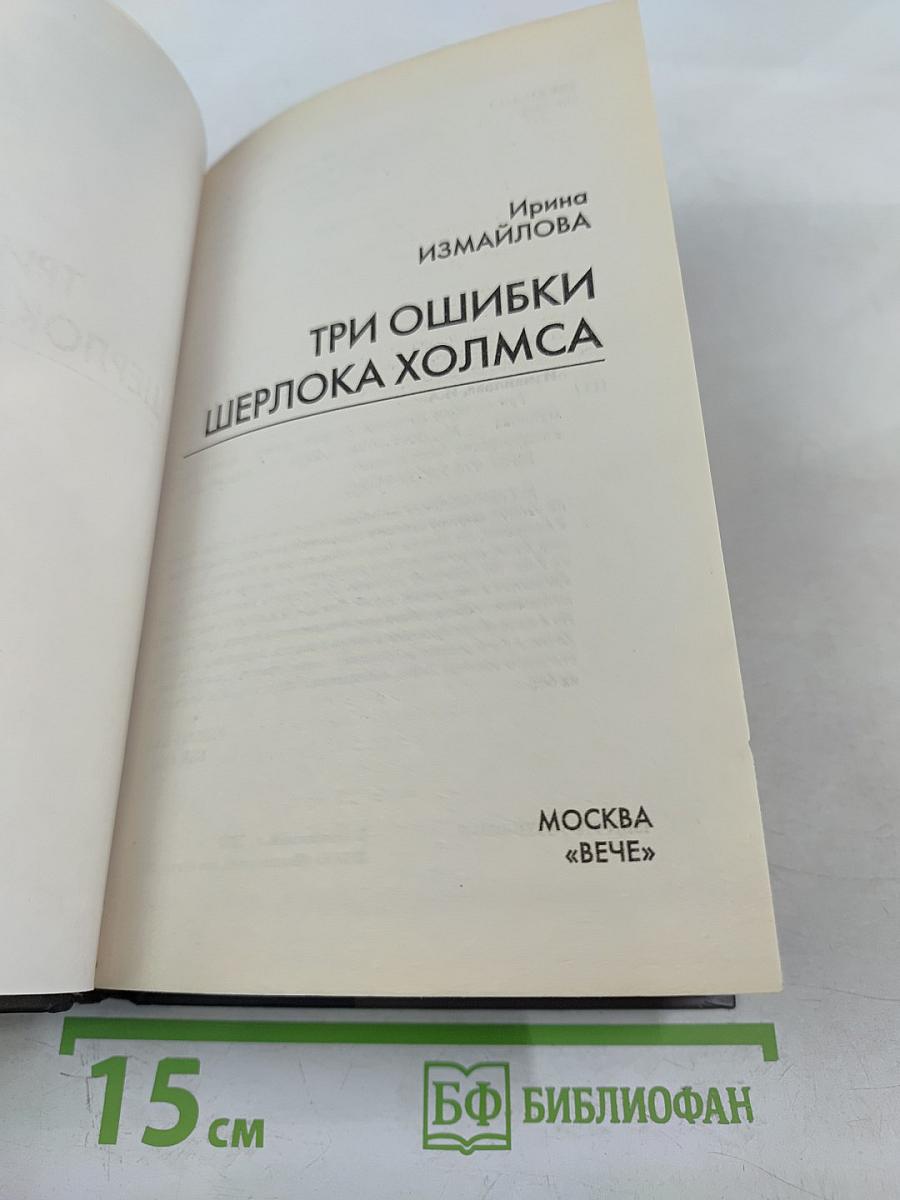 Ирина
ИЗМАЙЛОВА
ТРИ ОШИБКИ
ШЕРЛОКА ХОЛМСА
МОСКВА
«ВЕЧЕ»
15 см
БФ БИБЛИОФАН